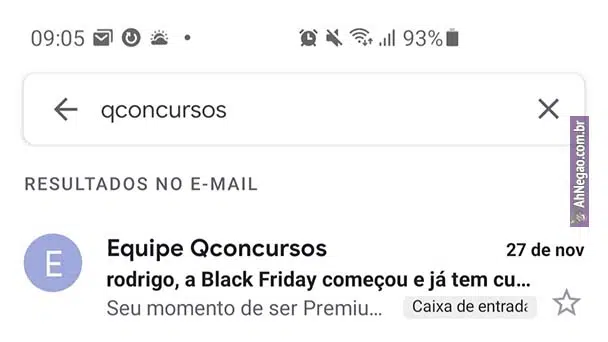 09:05 93%
qconcursos
RESULTADOS NO E-MAIL
E
Equipe Qconcursos 27 de nov
rodrigo, a Black Friday começou e já tem cu...
Seu momento de ser Premiu... Caixa de entrada
AhNegao.com.br